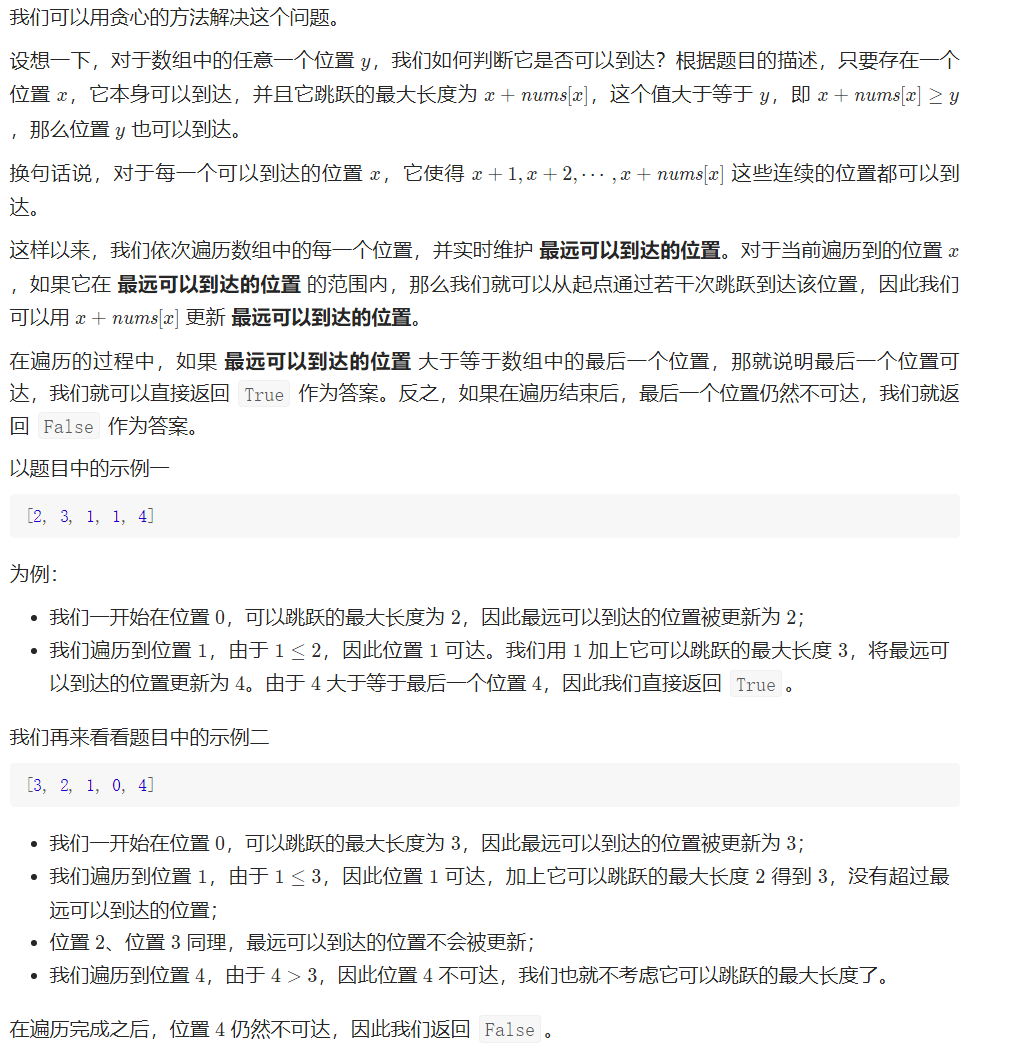 我们可以用贪心的方法解决这个问题。
设想一下，对于数组中的任意一个位置 y，我们如何判断它是否可以到达？根据题目的描述，只要存在一个
位置 x，它本身可以到达，并且它跳跃的最大长度为 x + nums[x]，这个值大于等于 y，即 x + nums[x] ≥ y
，那么位置 y 也可以到达。
换句话说，对于每一个可以到达的位置 x，它使得 x + 1, x + 2, ⋯ , x + nums[x] 这些连续的位置都可以到
达。
这样以来，我们依次遍历数组中的每一个位置，并实时维护 最远可以到达的位置。对于当前遍历到的位置 x
，如果它在 最远可以到达的位置 的范围内，那么我们就可以从起点通过若干次跳跃到达该位置，因此我们
可以用 x + nums[x] 更新 最远可以到达的位置。
在遍历的过程中，如果 最远可以到达的位置 大于等于数组中的最后一个位置，那就说明最后一个位置可
达，我们就可以直接返回 True 作为答案。反之，如果在遍历结束后，最后一个位置仍然不可达，我们就返
回 False 作为答案。
以题目中的示例一
[2, 3, 1, 1, 4]
为例：
• 我们一开始在位置 0，可以跳跃的最大长度为 2，因此最远可以到达的位置被更新为 2；
• 我们遍历到位置 1，由于 1 ≤ 2，因此位置 1 可达。我们用 1 加上它可以跳跃的最大长度 3，将最远可
以到达的位置更新为 4。由于 4 大于等于最后一个位置 4，因此我们直接返回 True 。
我们再来看看题目中的示例二
[3, 2, 1, 0, 4]
• 我们一开始在位置 0，可以跳跃的最大长度为 3，因此最远可以到达的位置被更新为 3；
• 我们遍历到位置 1，由于 1 ≤ 3，因此位置 1 可达，加上它可以跳跃的最大长度 2 得到 3，没有超过最
远可以到达的位置；
• 位置 2、位置 3 同理，最远可以到达的位置不会被更新；
• 我们遍历到位置 4，由于 4 > 3，因此位置 4 不可达，我们也就不考虑它可以跳跃的最大长度了。
在遍历完成之后，位置 4 仍然不可达，因此我们返回 False 。